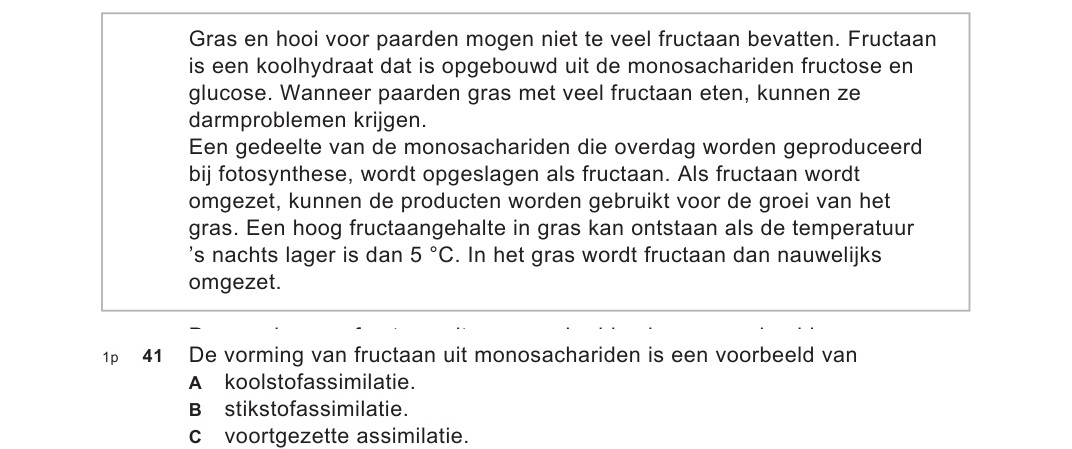 Gras en hooi voor paarden mogen niet te veel fructaan bevatten. Fructaan
is een koolhydraat dat is opgebouwd uit de monosachariden fructose en
glucose. Wanneer paarden gras met veel fructaan eten, kunnen ze
darmproblemen krijgen.
Een gedeelte van de monosachariden die overdag worden geproduceerd
bij fotosynthese, wordt opgeslagen als fructaan. Als fructaan wordt
omgezet, kunnen de producten worden gebruikt voor de groei van het
gras. Een hoog fructaangehalte in gras kan ontstaan als de temperatuur
's nachts lager is dan 5 °C. In het gras wordt fructaan dan nauwelijks
omgezet.
1p 41 De vorming van fructaan uit monosachariden is een voorbeeld van
A koolstofassimilatie.
B stikstofassimilatie.
C voortgezette assimilatie.